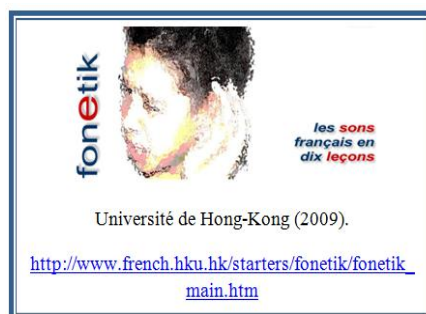 fonetik
les sons
français en
dix leçons
Université de Hong-Kong (2009).
http://www.french.hku.hk/starters/fonetik/fonetik_
main.htm